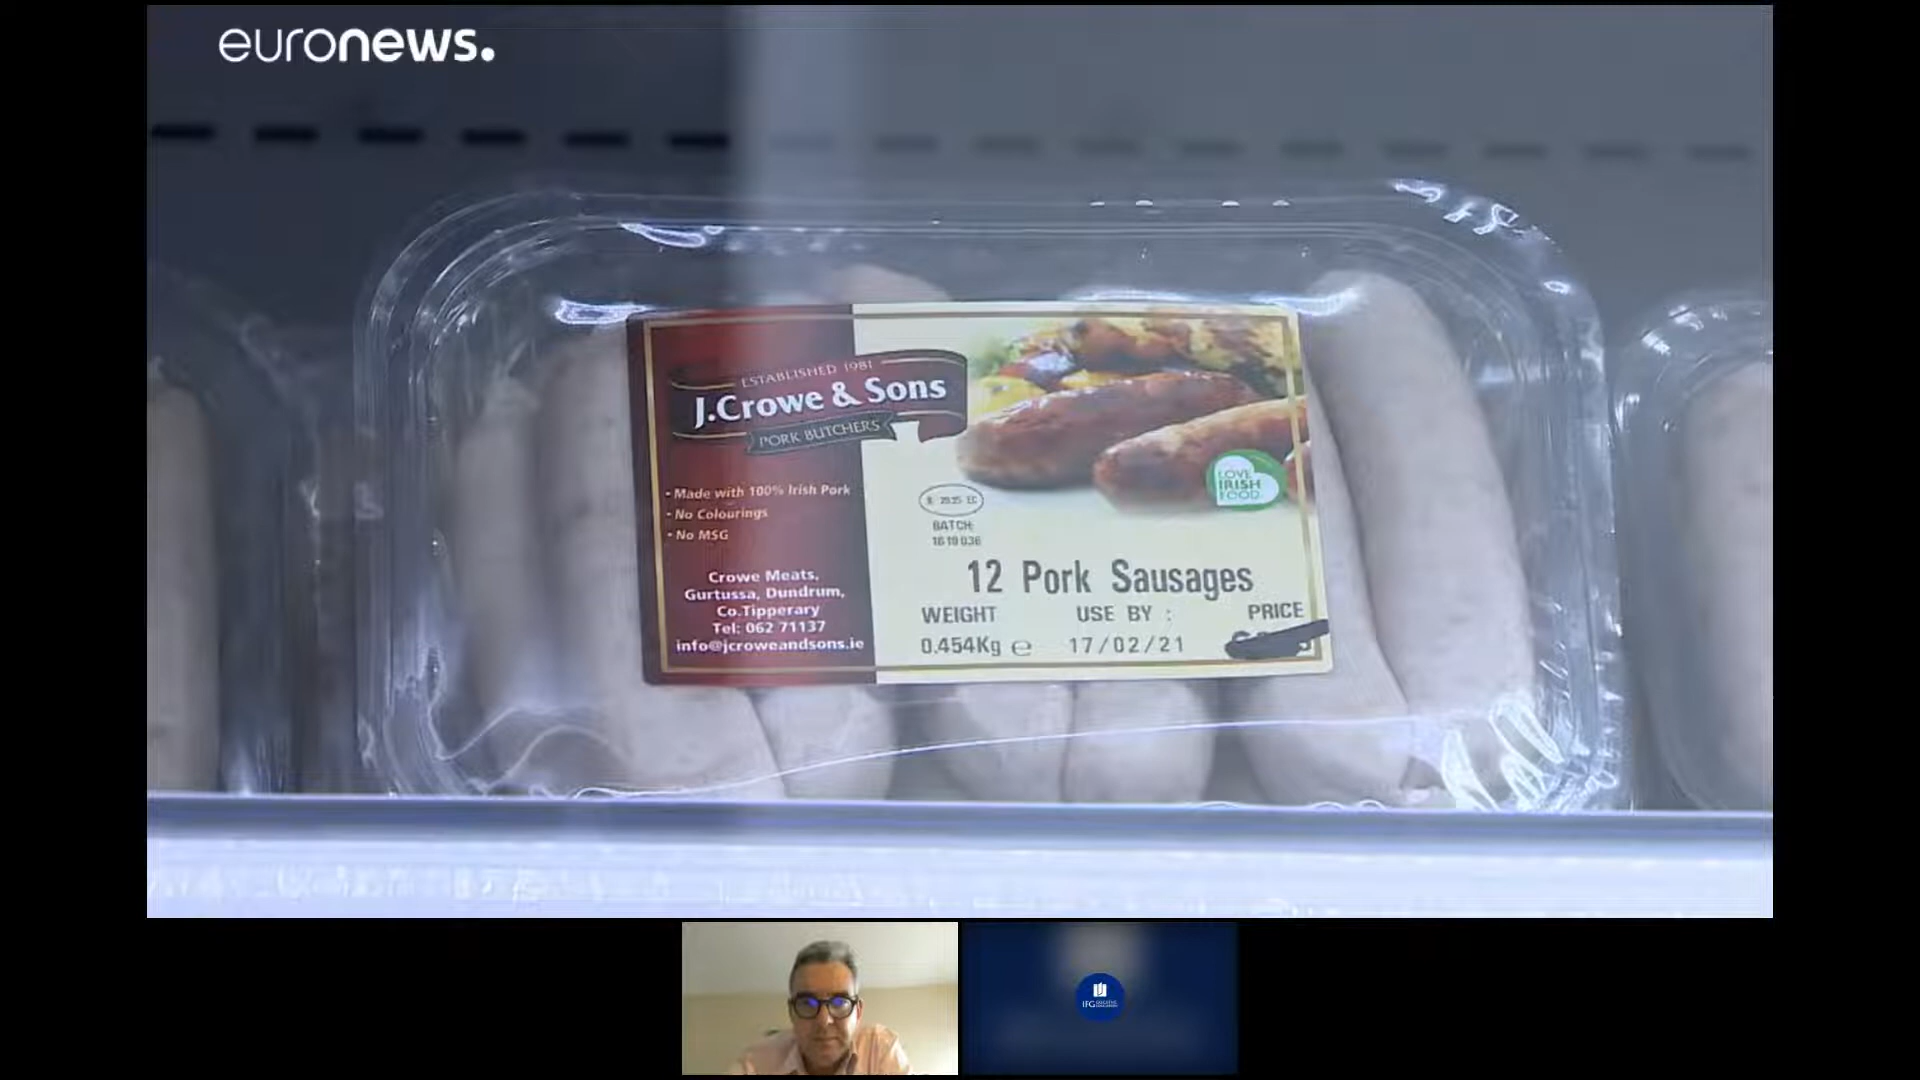 euronews.
ESTABLISHED 1981
J.Crowe & Sons
PORK BUTCHERS
• Made with 100% Irish Pork
• No Colourings
• No MSG
Crowe Meats,
Gurtussa, Dundrum,
Co.Tipperary
Tel: 062 71137
info@jcroweandsons.ie
LOVE
IRISH
FOOD
BATCH:
12 Pork Sausages
WEIGHT USE BY : PRICE
0.454Kg e 17/02/21
IFG